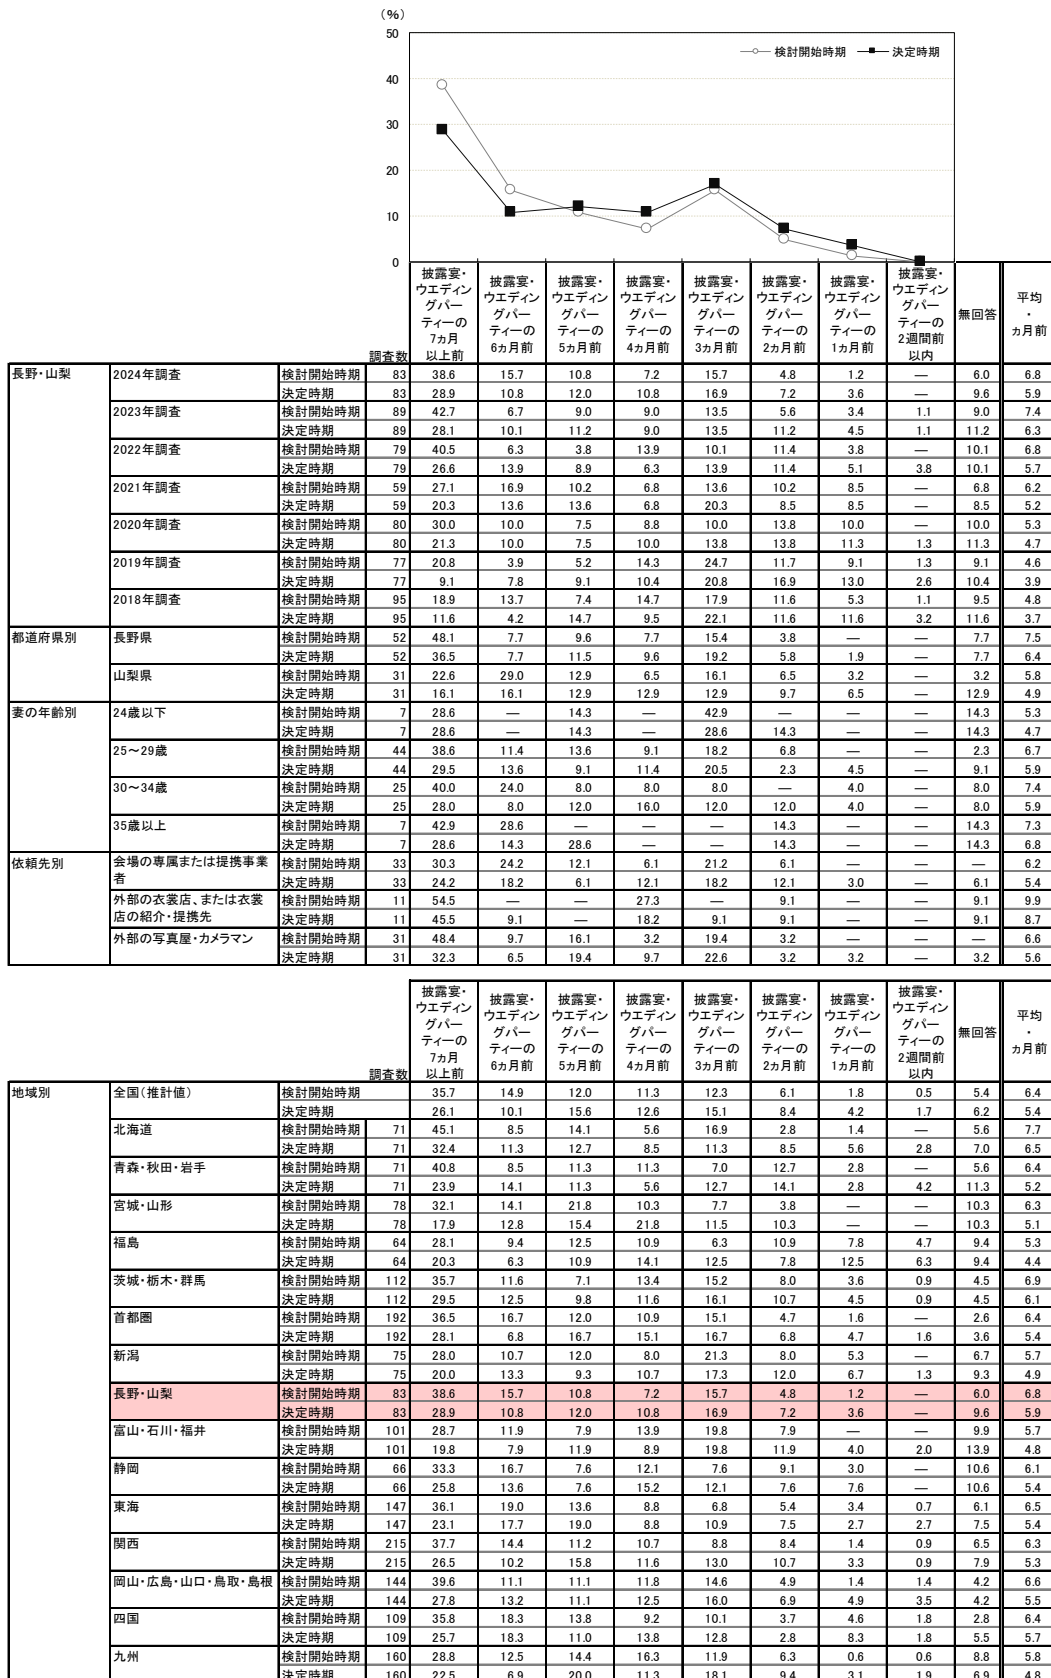 （％）
50
40
30
20
10
0
検討開始時期 決定時期
調査数 披露宴・ウエディングパーティーの7ヵ月以上前 披露宴・ウエディングパーティーの6ヵ月前 披露宴・ウエディングパーティーの5ヵ月前 披露宴・ウエディングパーティーの4ヵ月前 披露宴・ウエディングパーティーの3ヵ月前 披露宴・ウエディングパーティーの2ヵ月前 披露宴・ウエディングパーティーの1ヵ月前 披露宴・ウエディングパーティーの2週間前以内 無回答 平均・ヵ月前
長野・山梨 2024年調査 検討開始時期 83 38.6 15.7 10.8 7.2 15.7 4.8 1.2 ― 6.0 6.8
決定時期 83 28.9 10.8 12.0 10.8 16.9 7.2 3.6 ― 9.6 5.9
2023年調査 検討開始時期 89 42.7 6.7 9.0 9.0 13.5 5.6 3.4 1.1 9.0 7.4
決定時期 89 28.1 10.1 11.2 9.0 13.5 11.2 4.5 1.1 11.2 6.3
2022年調査 検討開始時期 79 40.5 6.3 3.8 13.9 10.1 11.4 3.8 ― 10.1 6.8
決定時期 79 26.6 13.9 8.9 6.3 13.9 11.4 5.1 3.8 10.1 5.7
2021年調査 検討開始時期 59 27.1 16.9 10.2 6.8 13.6 10.2 8.5 ― 6.8 6.2
決定時期 59 20.3 13.6 13.6 6.8 20.3 8.5 8.5 ― 8.5 5.2
2020年調査 検討開始時期 80 30.0 10.0 7.5 8.8 10.0 13.8 10.0 ― 10.0 5.3
決定時期 80 21.3 10.0 7.5 10.0 13.8 13.8 11.3 1.3 11.3 4.7
2019年調査 検討開始時期 77 20.8 3.9 5.2 14.3 24.7 11.7 9.1 1.3 9.1 4.6
決定時期 77 9.1 7.8 9.1 10.4 20.8 16.9 13.0 2.6 10.4 3.9
2018年調査 検討開始時期 95 18.9 13.7 7.4 14.7 17.9 11.6 5.3 1.1 9.5 4.8
決定時期 95 11.6 4.2 14.7 9.5 22.1 11.6 11.6 3.2 11.6 3.7
都道府県別 長野県 検討開始時期 52 48.1 7.7 9.6 7.7 15.4 3.8 ― ― 7.7 7.5
決定時期 52 36.5 7.7 11.5 9.6 19.2 5.8 1.9 ― 7.7 6.4
山梨県 検討開始時期 31 22.6 29.0 12.9 6.5 16.1 6.5 3.2 ― 3.2 5.8
決定時期 31 16.1 16.1 12.9 12.9 12.9 9.7 6.5 ― 12.9 4.9
妻の年齢別 24歳以下 検討開始時期 7 28.6 ― 14.3 ― 42.9 ― ― ― 14.3 5.3
決定時期 7 28.6 ― 14.3 ― 28.6 14.3 ― ― 14.3 4.7
25～29歳 検討開始時期 44 38.6 11.4 13.6 9.1 18.2 6.8 ― ― 2.3 6.7
決定時期 44 29.5 13.6 9.1 11.4 20.5 2.3 4.5 ― 9.1 5.9
30～34歳 検討開始時期 25 40.0 24.0 8.0 8.0 8.0 ― 4.0 ― 8.0 7.4
決定時期 25 28.0 8.0 12.0 16.0 12.0 12.0 4.0 ― 8.0 5.9
35歳以上 検討開始時期 7 42.9 28.6 ― ― ― 14.3 ― ― 14.3 7.3
決定時期 7 28.6 14.3 28.6 ― ― 14.3 ― ― 14.3 6.8
依頼先別 会場の専属または提携事業者 検討開始時期 33 30.3 24.2 12.1 6.1 21.2 6.1 ― ― ― 6.2
決定時期 33 24.2 18.2 6.1 12.1 18.2 12.1 3.0 ― 6.1 5.4
外部の衣裳店、または衣裳店の紹介・提携先 検討開始時期 11 54.5 ― ― 27.3 ― 9.1 ― ― 9.1 9.9
決定時期 11 45.5 9.1 ― 18.2 9.1 9.1 ― ― 9.1 8.7
外部の写真屋・カメラマン 検討開始時期 31 48.4 9.7 16.1 3.2 19.4 3.2 ― ― ― 6.6
決定時期 31 32.3 6.5 19.4 9.7 22.6 3.2 3.2 ― 3.2 5.6
調査数 披露宴・ウエディングパーティーの7ヵ月以上前 披露宴・ウエディングパーティーの6ヵ月前 披露宴・ウエディングパーティーの5ヵ月前 披露宴・ウエディングパーティーの4ヵ月前 披露宴・ウエディングパーティーの3ヵ月前 披露宴・ウエディングパーティーの2ヵ月前 披露宴・ウエディングパーティーの1ヵ月前 披露宴・ウエディングパーティーの2週間前以内 無回答 平均・ヵ月前
地域別 全国（推計値） 検討開始時期 35.7 14.9 12.0 11.3 12.3 6.1 1.8 0.5 5.4 6.4
決定時期 26.1 10.1 15.6 12.6 15.1 8.4 4.2 1.7 6.2 5.4
北海道 検討開始時期 71 45.1 8.5 14.1 5.6 16.9 2.8 1.4 ― 5.6 7.7
決定時期 71 32.4 11.3 12.7 8.5 11.3 8.5 5.6 2.8 7.0 6.5
青森・秋田・岩手 検討開始時期 71 40.8 8.5 11.3 11.3 7.0 12.7 2.8 ― 5.6 6.4
決定時期 71 23.9 14.1 11.3 5.6 12.7 14.1 2.8 4.2 11.3 5.2
宮城・山形 検討開始時期 78 32.1 14.1 21.8 10.3 7.7 3.8 ― ― 10.3 6.3
決定時期 78 17.9 12.8 15.4 21.8 11.5 10.3 ― ― 10.3 5.1
福島 検討開始時期 64 28.1 9.4 12.5 10.9 6.3 10.9 7.8 4.7 9.4 5.3
決定時期 64 20.3 6.3 10.9 14.1 12.5 7.8 12.5 6.3 9.4 4.4
茨城・栃木・群馬 検討開始時期 112 35.7 11.6 7.1 13.4 15.2 8.0 3.6 0.9 4.5 6.9
決定時期 112 29.5 12.5 9.8 11.6 16.1 10.7 4.5 0.9 4.5 6.1
首都圏 検討開始時期 192 36.5 16.7 12.0 10.9 15.1 4.7 1.6 ― 2.6 6.4
決定時期 192 28.1 6.8 16.7 15.1 16.7 6.8 4.7 1.6 3.6 5.4
新潟 検討開始時期 75 28.0 10.7 12.0 8.0 21.3 8.0 5.3 ― 6.7 5.7
決定時期 75 20.0 13.3 9.3 10.7 17.3 12.0 6.7 1.3 9.3 4.9
長野・山梨 検討開始時期 83 38.6 15.7 10.8 7.2 15.7 4.8 1.2 ― 6.0 6.8
決定時期 83 28.9 10.8 12.0 10.8 16.9 7.2 3.6 ― 9.6 5.9
富山・石川・福井 検討開始時期 101 28.7 11.9 7.9 13.9 19.8 7.9 ― ― 9.9 5.7
決定時期 101 19.8 7.9 11.9 8.9 19.8 11.9 4.0 2.0 13.9 4.8
静岡 検討開始時期 66 33.3 16.7 7.6 12.1 7.6 9.1 3.0 ― 10.6 6.1
決定時期 66 25.8 13.6 7.6 15.2 12.1 7.6 7.6 ― 10.6 5.4
東海 検討開始時期 147 36.1 19.0 13.6 8.8 6.8 5.4 3.4 0.7 6.1 6.5
決定時期 147 23.1 17.7 19.0 8.8 10.9 7.5 2.7 2.7 7.5 5.4
関西 検討開始時期 215 37.7 14.4 11.2 10.7 8.8 8.4 1.4 0.9 6.5 6.3
決定時期 215 26.5 10.2 15.8 11.6 13.0 10.7 3.3 0.9 7.9 5.3
岡山・広島・山口・鳥取・島根 検討開始時期 144 39.6 11.1 11.1 11.8 14.6 4.9 1.4 1.4 4.2 6.6
決定時期 144 27.8 13.2 11.1 12.5 16.0 6.9 4.9 3.5 4.2 5.5
四国 検討開始時期 109 35.8 18.3 13.8 9.2 10.1 3.7 4.6 1.8 2.8 6.4
決定時期 109 25.7 18.3 11.0 13.8 12.8 2.8 8.3 1.8 5.5 5.7
九州 検討開始時期 160 28.8 12.5 14.4 16.3 11.9 6.3 0.6 0.6 8.8 5.8
決定時期 160 22.5 6.9 20.0 11.3 18.1 9.4 3.1 1.9 6.9 4.8